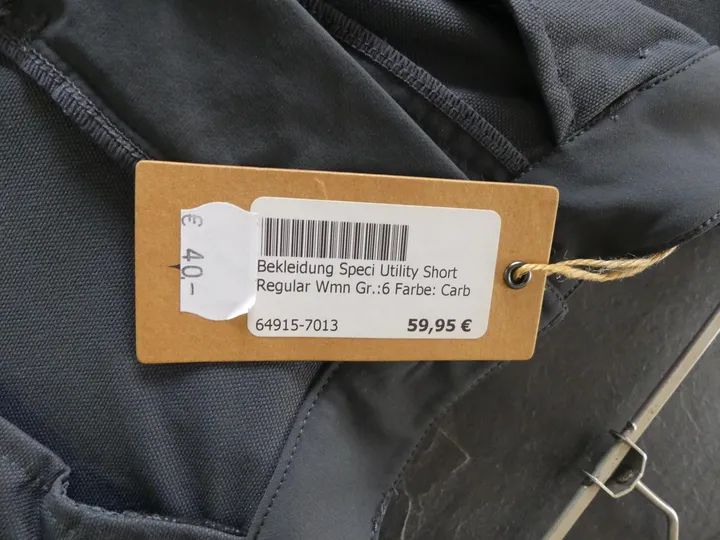 € 40,-
Bekleidung Speci Utility Short
Regular Wmn Gr.:6 Farbe: Carb
64915-7013 59,95 €